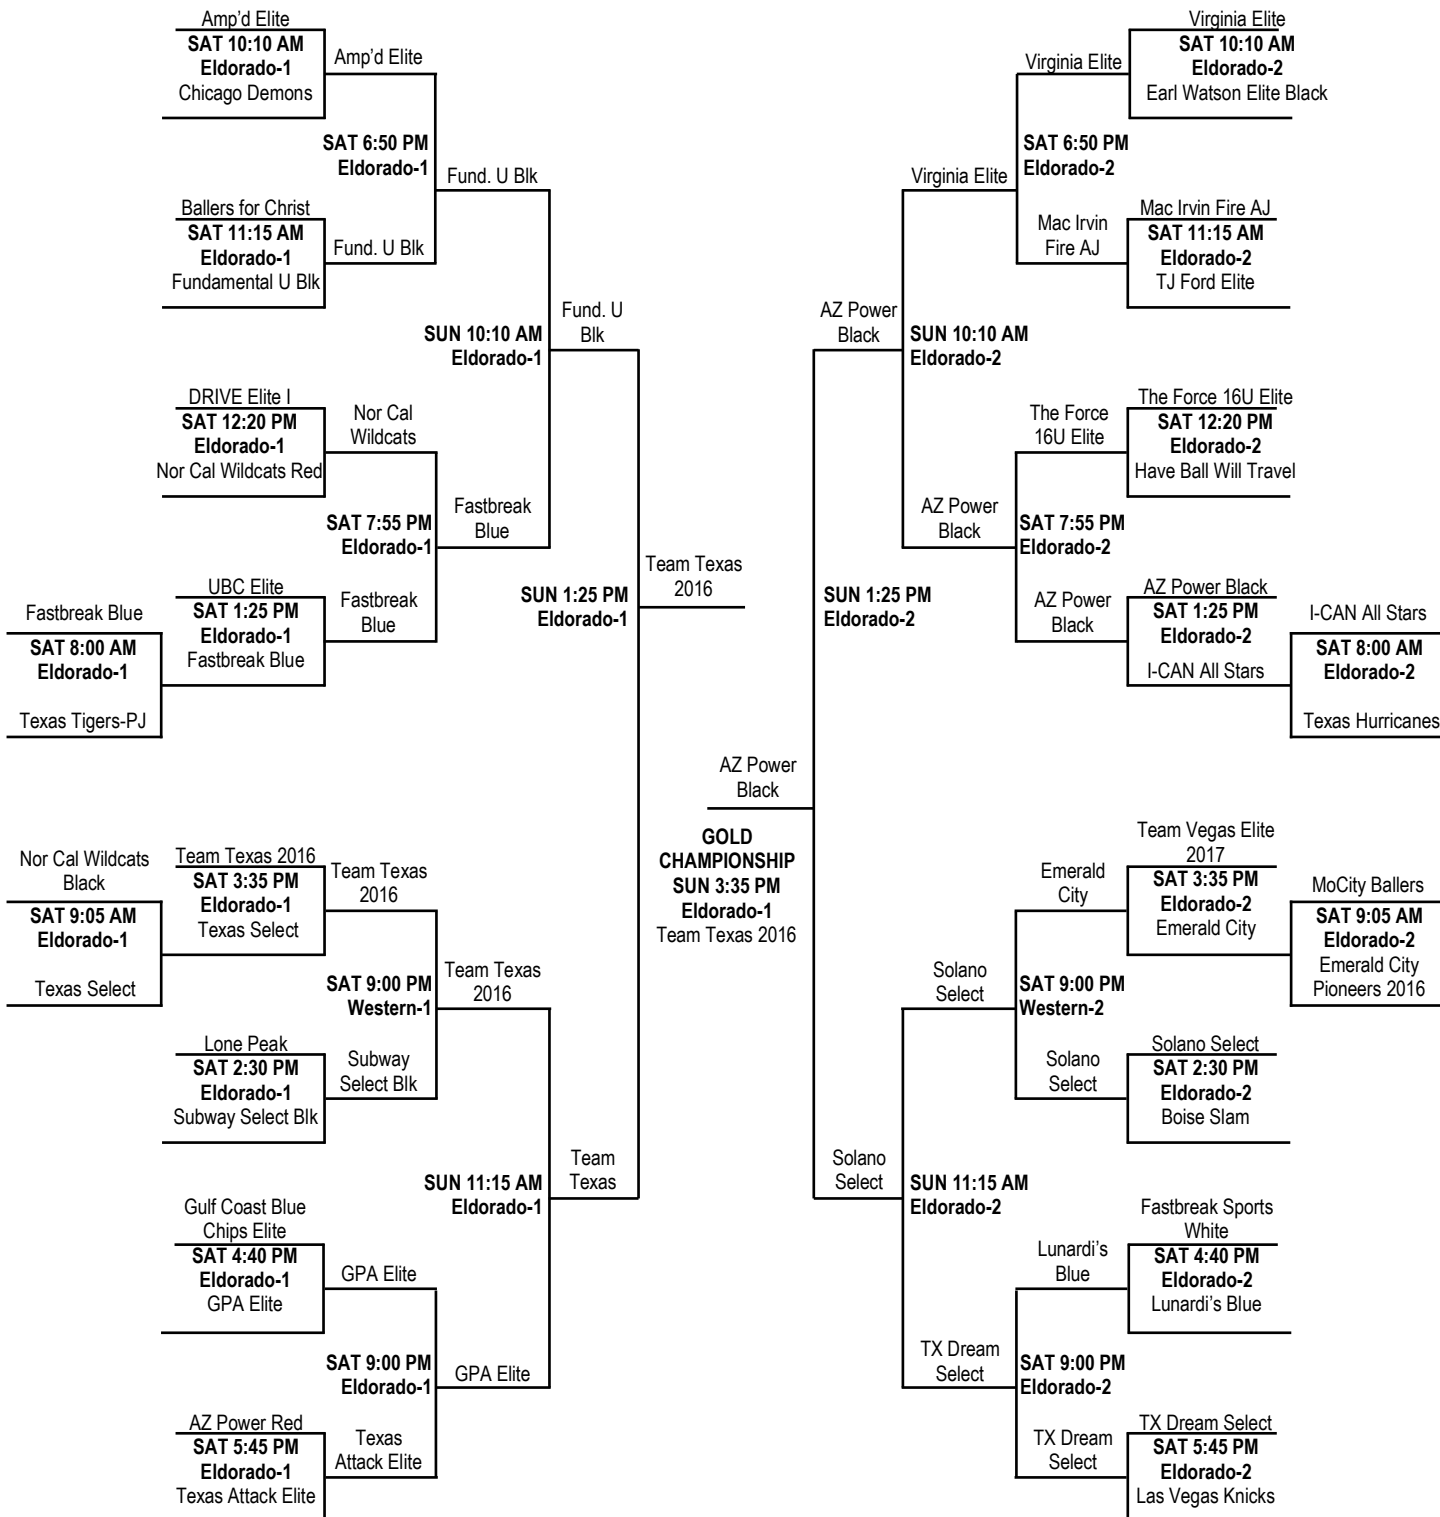 Amp'd Elite
SAT 10:10 AM
Eldorado-1
Chicago Demons
Amp'd Elite
SAT 6:50 PM
Eldorado-1
Fund. U Blk
Ballers for Christ
SAT 11:15 AM
Eldorado-1
Fundamental U Blk
Fund. U Blk
SUN 10:10 AM
Eldorado-1
Fund. U
Blk
DRIVE Elite I
SAT 12:20 PM
Eldorado-1
Nor Cal Wildcats Red
Nor Cal
Wildcats
SAT 7:55 PM
Eldorado-1
Fastbreak
Blue
UBC Elite
SAT 1:25 PM
Eldorado-1
Fastbreak Blue
Fastbreak
Blue
Fastbreak Blue
SAT 8:00 AM
Eldorado-1
Texas Tigers-PJ
SUN 1:25 PM
Eldorado-1
Team Texas
2016
Nor Cal Wildcats
Black
SAT 9:05 AM
Eldorado-1
Texas Select
Team Texas 2016
SAT 3:35 PM
Eldorado-1
Texas Select
Team Texas
2016
SAT 9:00 PM
Western-1
Team Texas
2016
Lone Peak
SAT 2:30 PM
Eldorado-1
Subway Select Blk
Subway
Select Blk
SUN 11:15 AM
Eldorado-1
Team
Texas
Gulf Coast Blue
Chips Elite
SAT 4:40 PM
Eldorado-1
GPA Elite
GPA Elite
SAT 9:00 PM
Eldorado-1
GPA Elite
AZ Power Red
SAT 5:45 PM
Eldorado-1
Texas Attack Elite
Texas
Attack Elite
AZ Power
Black
GOLD
CHAMPIONSHIP
SUN 3:35 PM
Eldorado-1
Team Texas 2016
Virginia Elite
SAT 10:10 AM
Eldorado-2
Earl Watson Elite Black
Virginia Elite
SAT 6:50 PM
Eldorado-2
Virginia Elite
Mac Irvin
Fire AJ
Mac Irvin Fire AJ
SAT 11:15 AM
Eldorado-2
TJ Ford Elite
AZ Power
Black
SUN 10:10 AM
Eldorado-2
The Force
16U Elite
The Force 16U Elite
SAT 12:20 PM
Eldorado-2
Have Ball Will Travel
AZ Power
Black
SAT 7:55 PM
Eldorado-2
AZ Power
Black
AZ Power Black
SAT 1:25 PM
Eldorado-2
I-CAN All Stars
I-CAN All Stars
SAT 8:00 AM
Eldorado-2
Texas Hurricanes
SUN 1:25 PM
Eldorado-2
Emerald
City
Team Vegas Elite
2017
SAT 3:35 PM
Eldorado-2
Emerald City
MoCity Ballers
SAT 9:05 AM
Eldorado-2
Emerald City
Pioneers 2016
Solano
Select
SAT 9:00 PM
Western-2
Solano
Select
Solano Select
SAT 2:30 PM
Eldorado-2
Boise Slam
Solano
Select
SUN 11:15 AM
Eldorado-2
Lunardi's
Blue
Fastbreak Sports
White
SAT 4:40 PM
Eldorado-2
Lunardi's Blue
TX Dream
Select
SAT 9:00 PM
Eldorado-2
TX Dream
Select
TX Dream Select
SAT 5:45 PM
Eldorado-2
Las Vegas Knicks